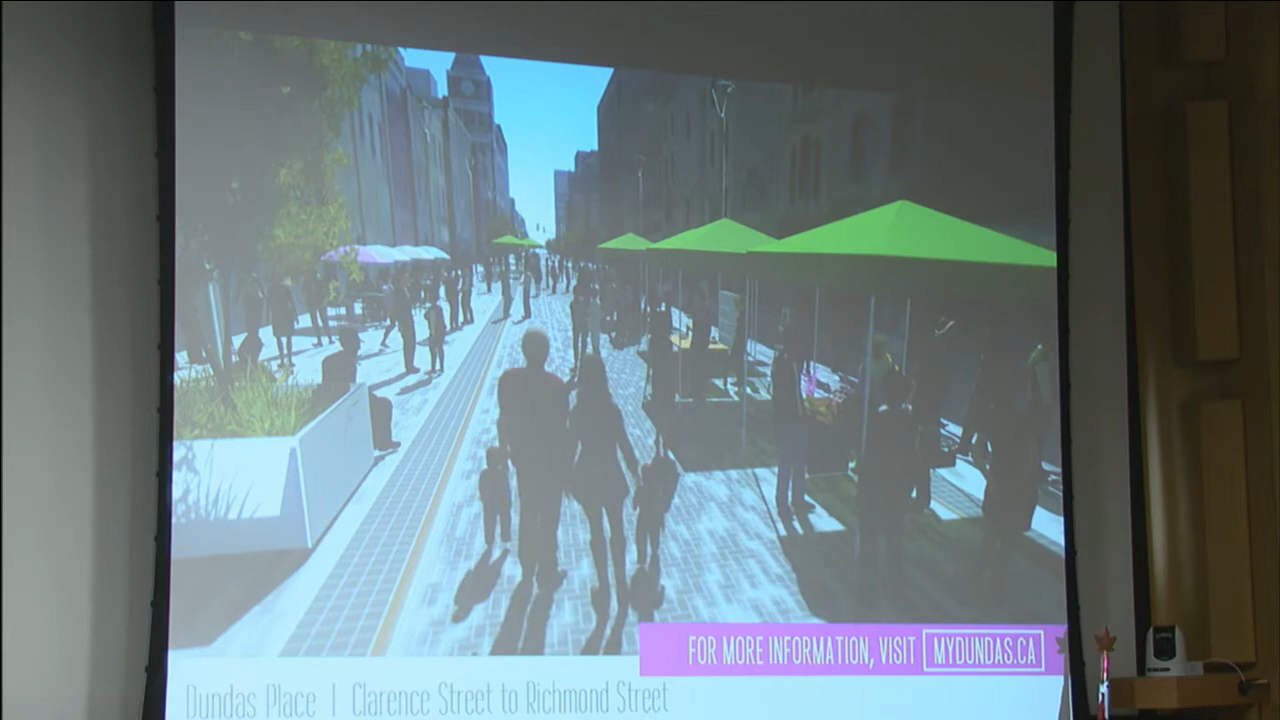 FOR MORE INFORMATION, VISIT MYDUNDAS.CA
Dundas Place | Clarence Street to Richmond Street